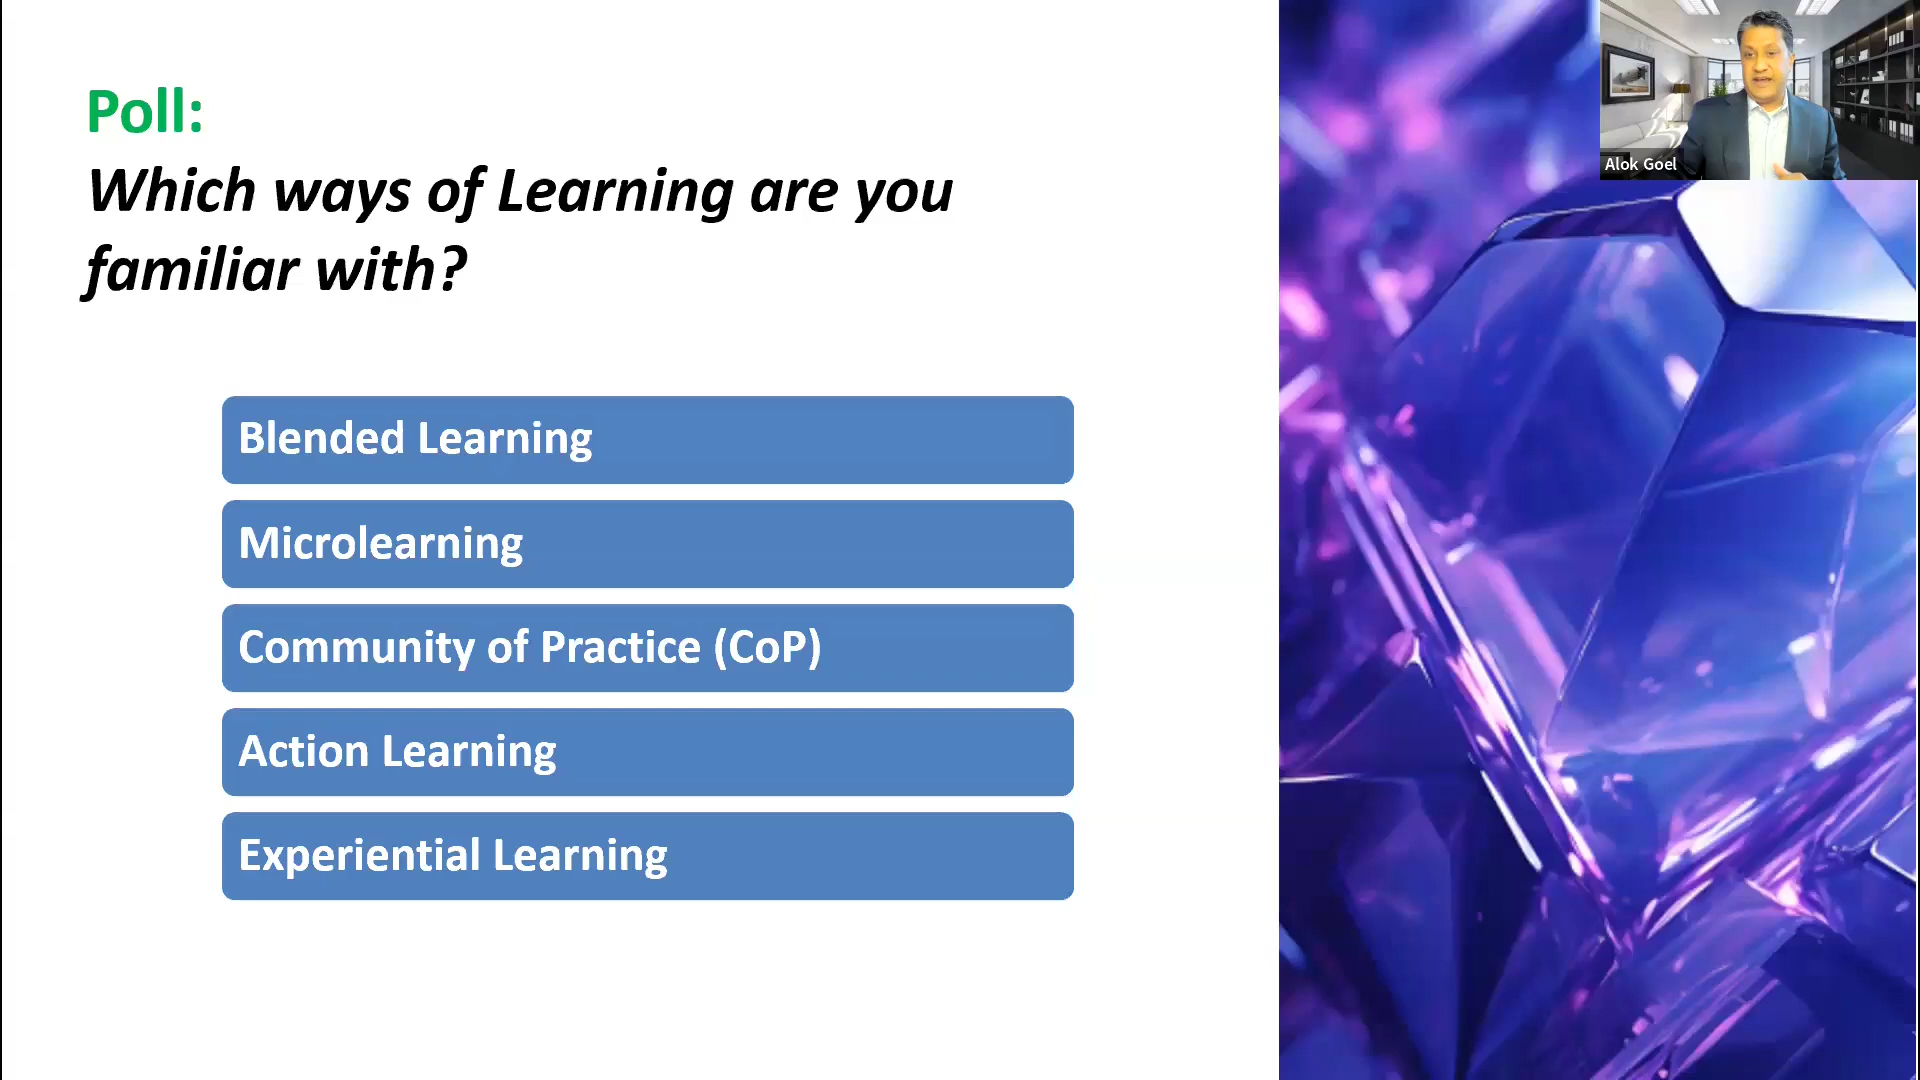 Poll:
Which ways of Learning are you
familiar with?
Blended Learning
Microlearning
Community of Practice (CoP)
Action Learning
Experiential Learning
Alok Goel